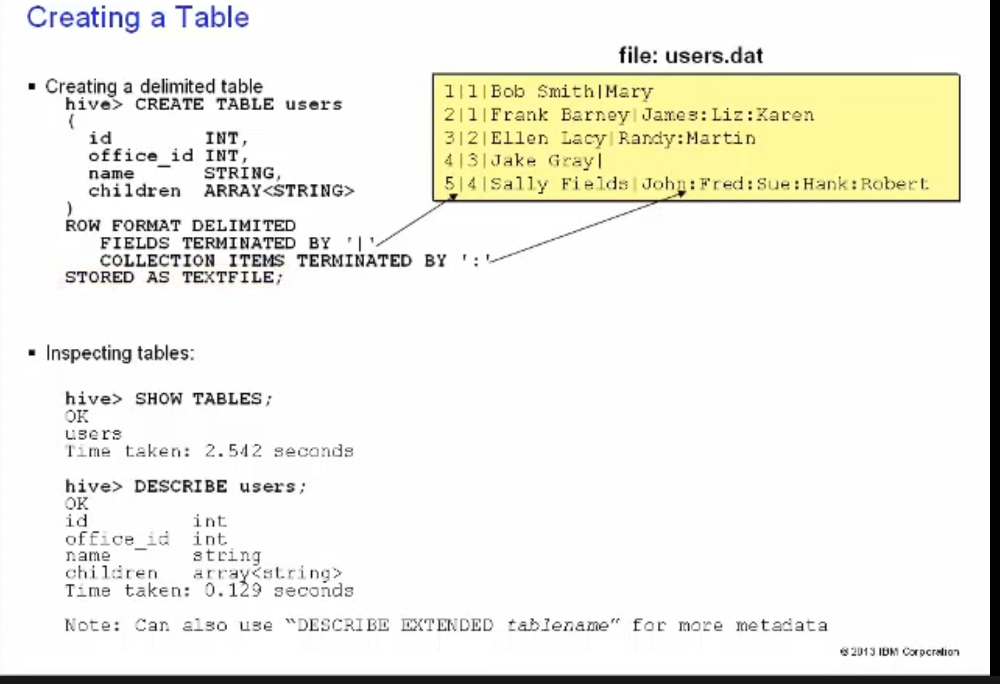 Creating a Table
▪ Creating a delimited table
hive> CREATE TABLE users
(
id INT,
office_id INT,
name STRING,
children ARRAY<STRING>
)
ROW FORMAT DELIMITED
FIELDS TERMINATED BY '|'
COLLECTION ITEMS TERMINATED BY ':'
STORED AS TEXTFILE;
file: users.dat
1|1|Bob Smith|Mary
2|1|Frank Barney|James:Liz:Karen
3|2|Ellen Lacy|Randy:Martin
4|3|Jake Gray|
5|4|Sally Fields|John:Fred:Sue:Hank:Robert
▪ Inspecting tables:
hive> SHOW TABLES;
OK
users
Time taken: 2.542 seconds
hive> DESCRIBE users;
OK
id int
office_id int
name string
children array<string>
Time taken: 0.129 seconds
Note: Can also use “DESCRIBE EXTENDED tablename” for more metadata
© 2013 IBM Corporation